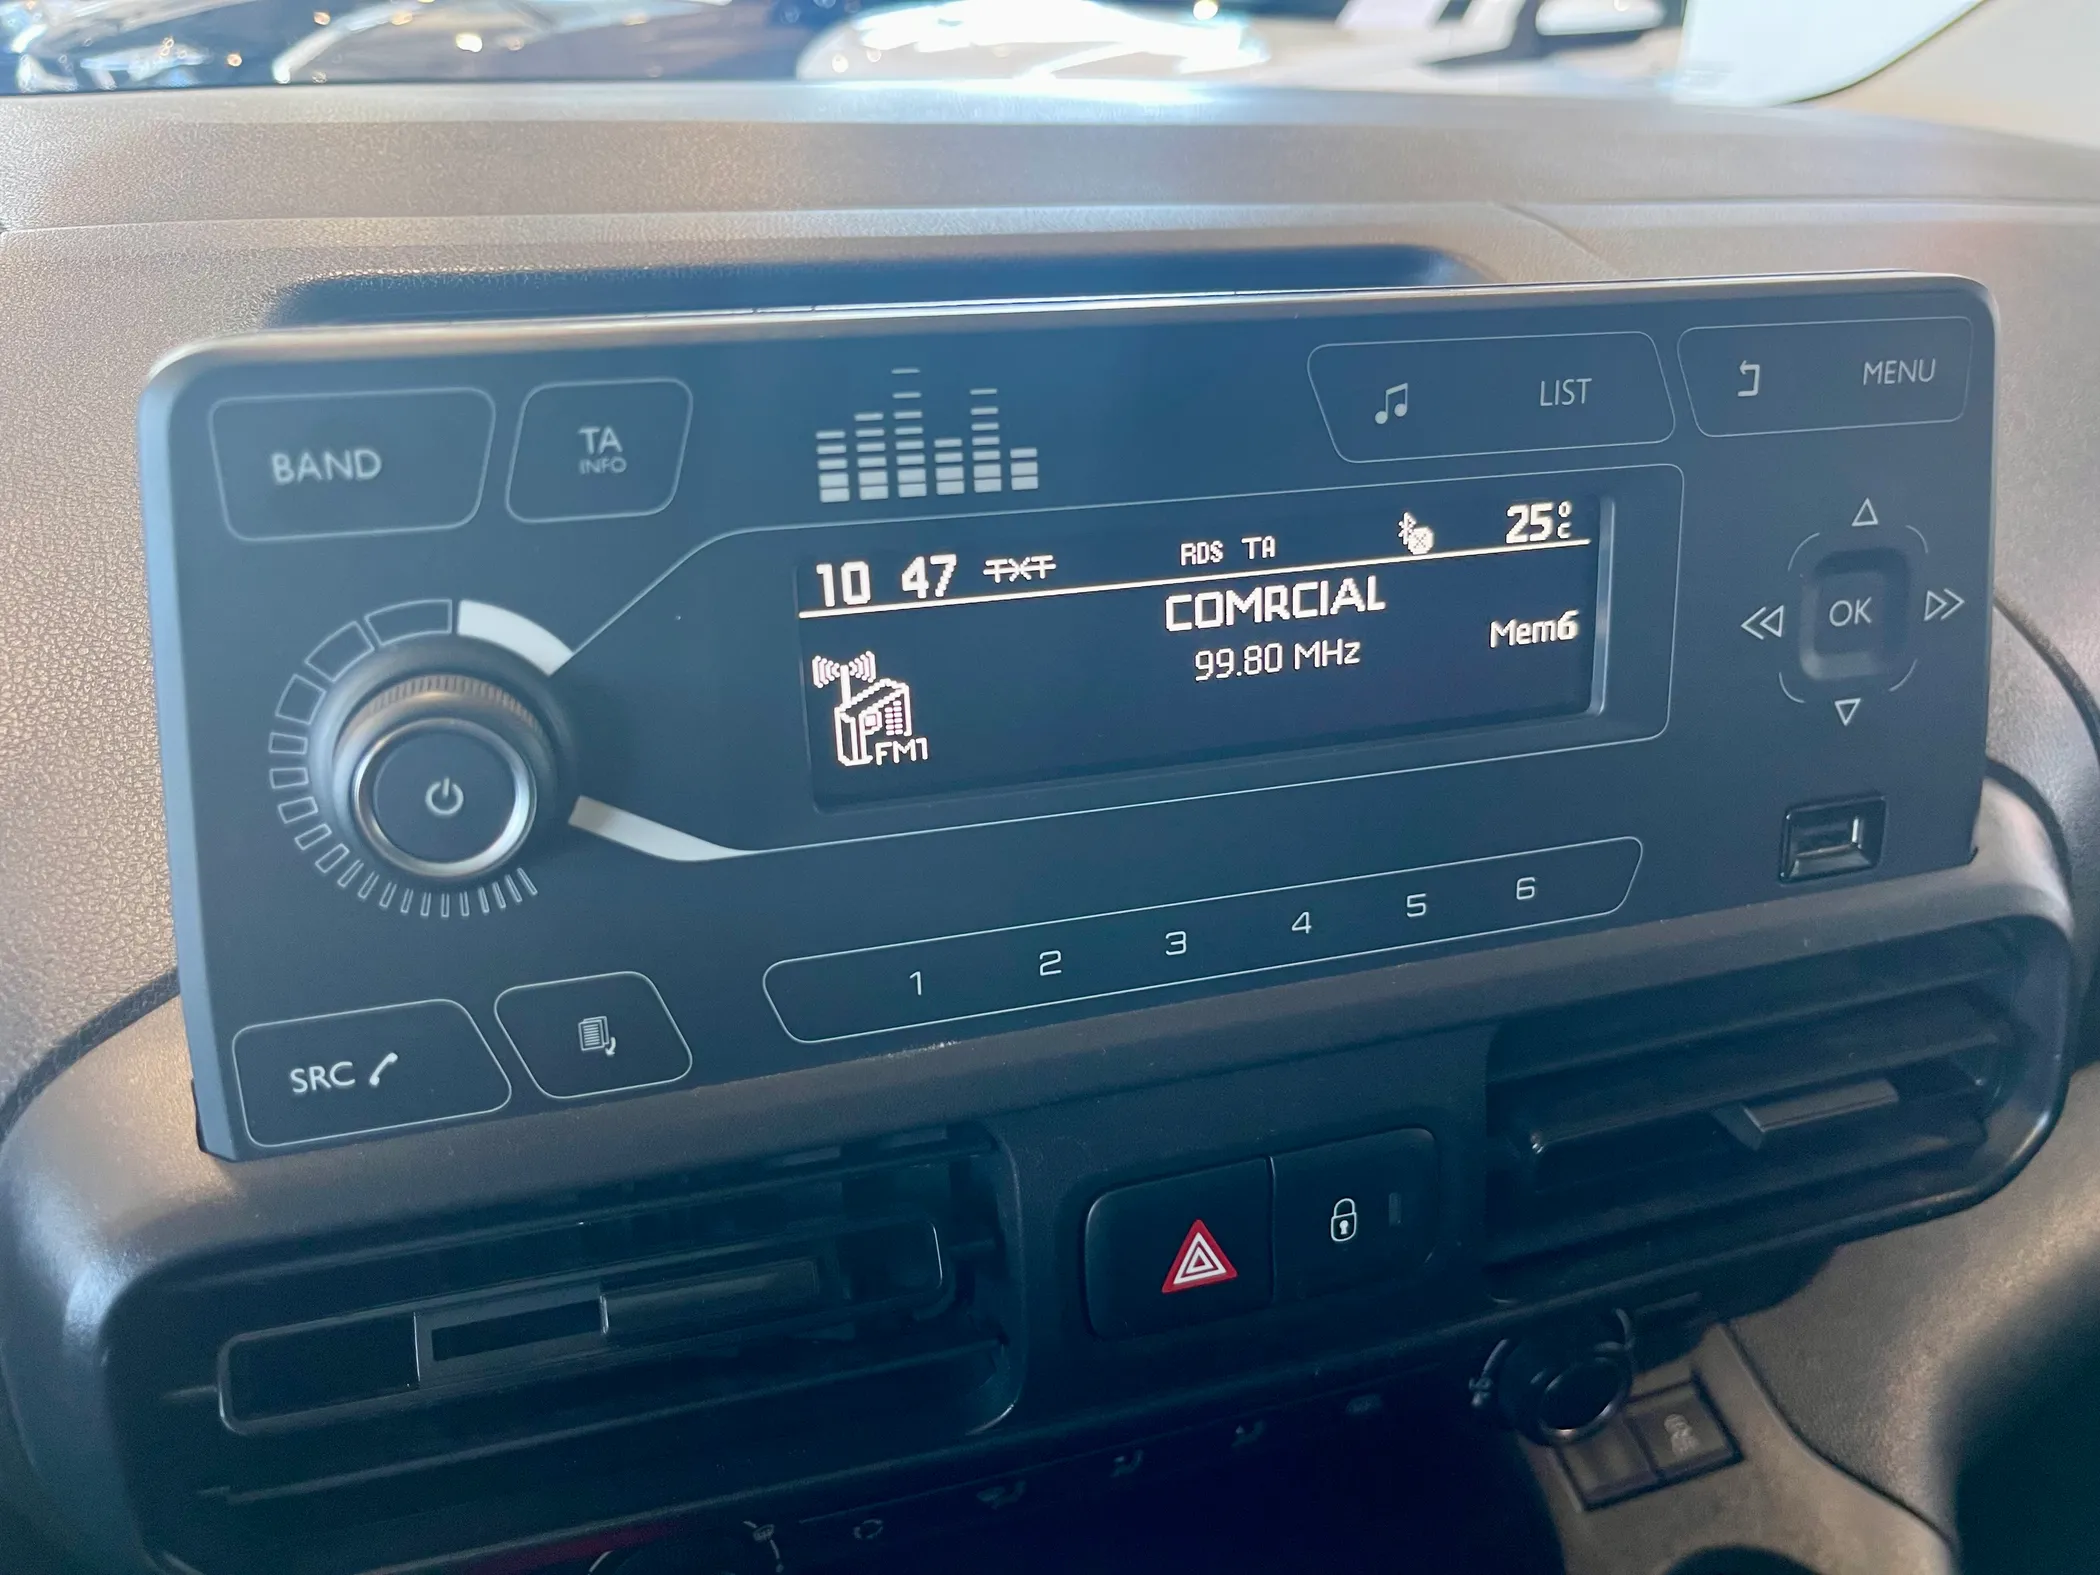 BAND
TA
INFO
LIST
MENU
10 47 TXT RDS TA 25°C
COMRCIAL
99.80 MHz
Mem6
FM1
OK
1 2 3 4 5 6
SRC